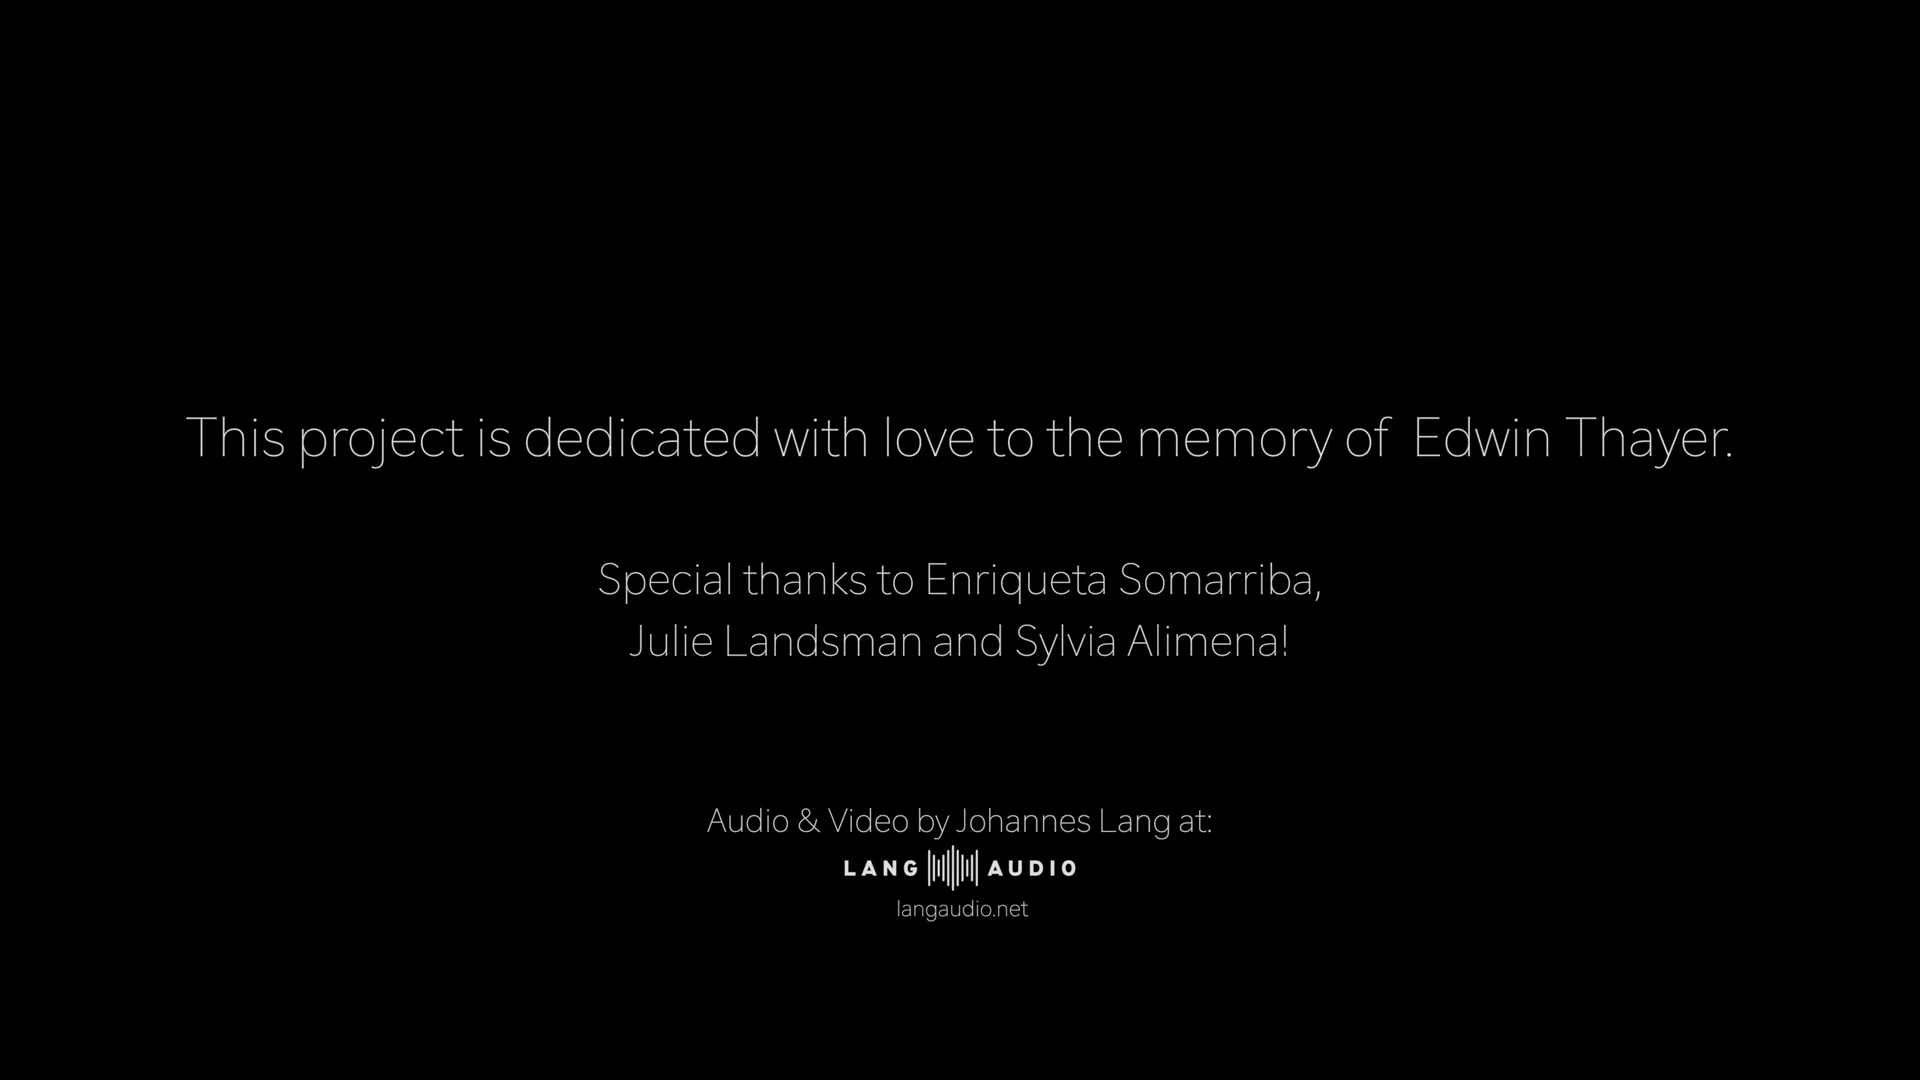 This project is dedicated with love to the memory of Edwin Thayer.
Special thanks to Enriqueta Somarriba,
Julie Landsman and Sylvia Alimena!
Audio & Video by Johannes Lang at:
LANG AUDIO
langaudio.net